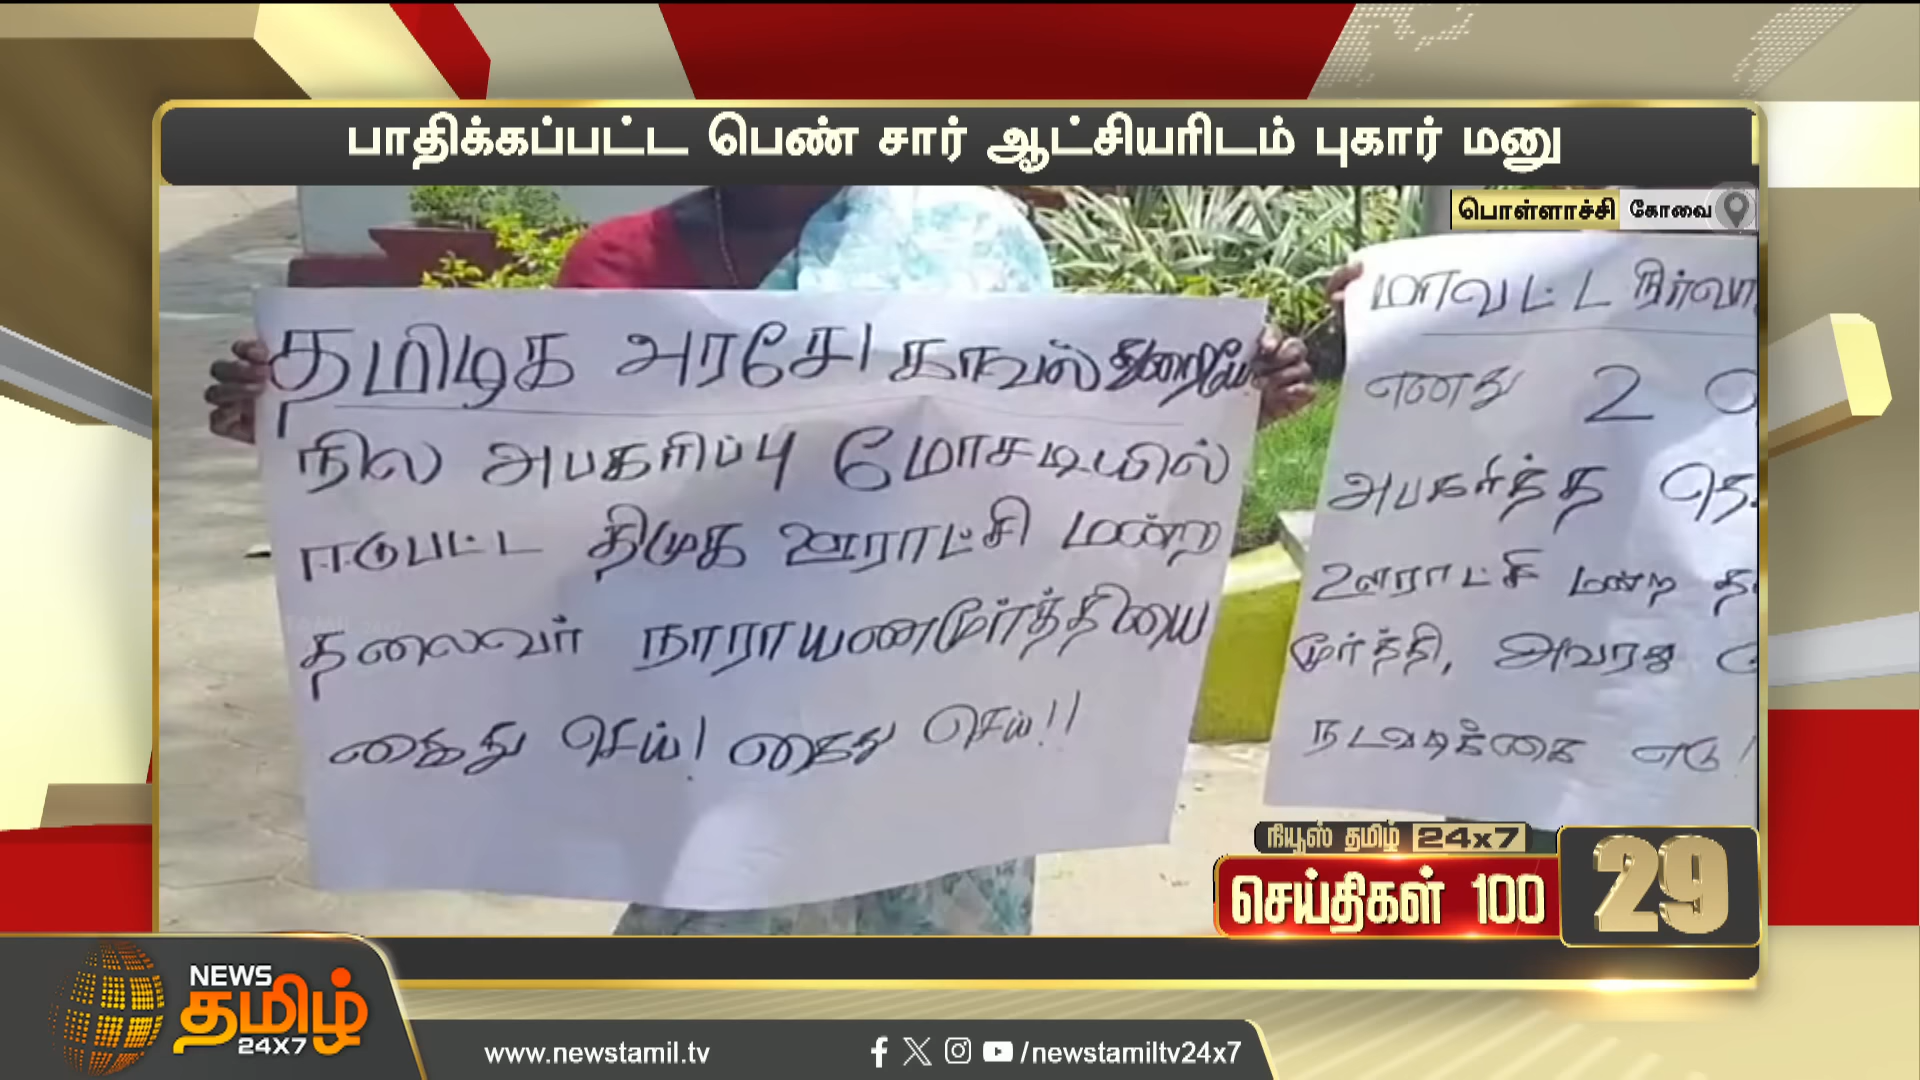 பாதிக்கப்பட்ட பெண் சார் ஆட்சியரிடம் புகார் மனு
பொள்ளாச்சி கோவை
தமிழக அரசே! காவல்துறையே
நில அபகரிப்பு மோசடியில்
ஈடுபட்ட திமுக ஊராட்சி மன்ற
தலைவர் நாராயணமூர்த்தியை
கைது செய்! கைது செய்!!
மாவட்ட நிர்வா
எனது 2
அபகரித்த
ஊராட்சி மன்ற த
மூர்த்தி, அவரது
நடவடிக்கை எடு!
நியூஸ் தமிழ் 24x7
செய்திகள் 100
29
NEWS
தமிழ்
24X7
www.newstamil.tv
/newstamiltv24x7